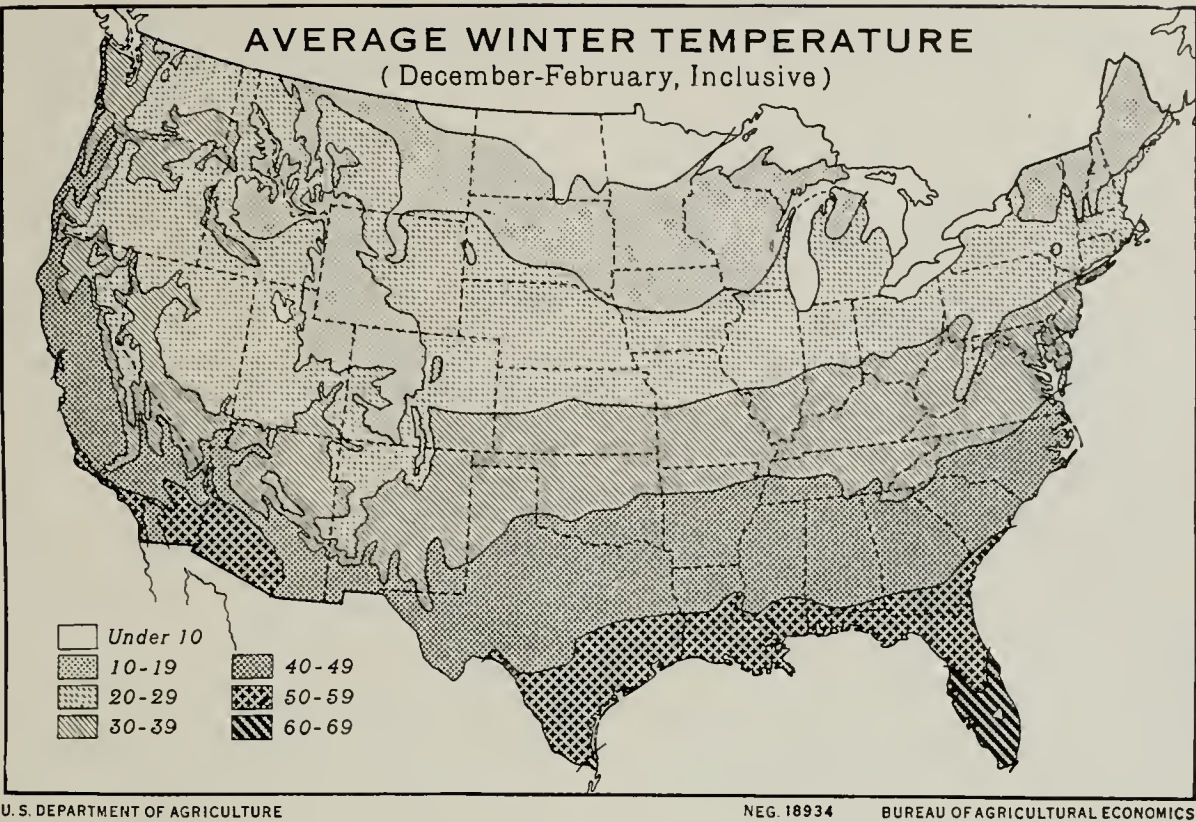 AVERAGE WINTER TEMPERATURE
(December-February, Inclusive)
Under 10
10-19
20-29
30-39
40-49
50-59
60-69
U. S. DEPARTMENT OF AGRICULTURE NEG. 18934 BUREAU OF AGRICULTURAL ECONOMICS